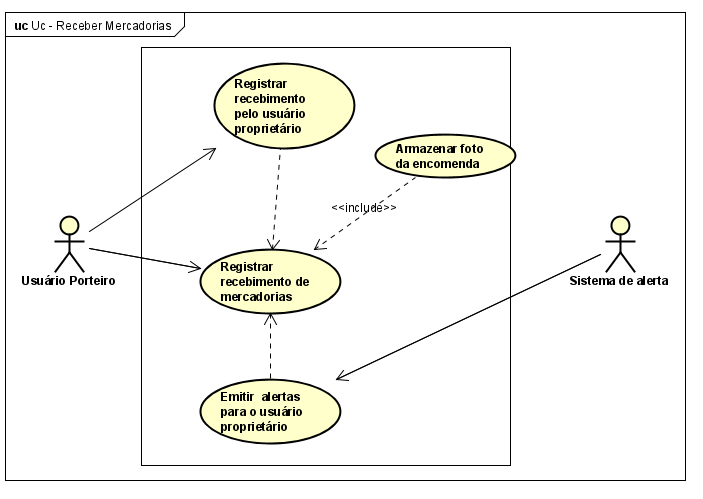 uc Uc - Receber Mercadorias
Registrar
recebimento
pelo usuário
proprietário
Armazenar foto
da encomenda
<<include>>
Usuário Porteiro
Registrar
recebimento de
mercadorias
Sistema de alerta
Emitir alertas
para o usuário
proprietário